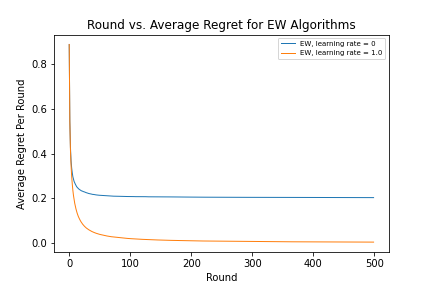 Round vs. Average Regret for EW Algorithms
EW, learning rate = 0
EW, learning rate = 1.0
Average Regret Per Round
0.8
0.6
0.4
0.2
0.0
0
100
200
300
400
500
Round